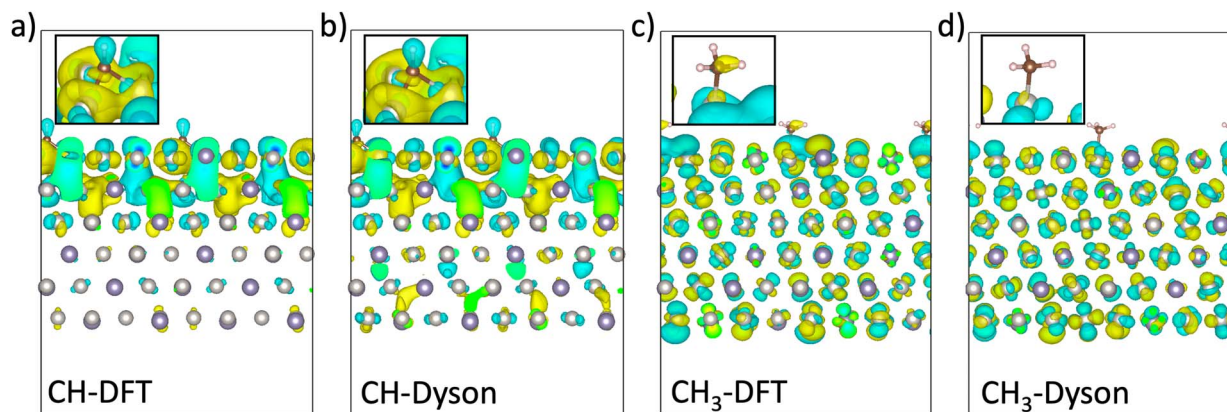 a)
b)
c)
d)
CH-DFT
CH-Dyson
CH₃-DFT
CH₃-Dyson